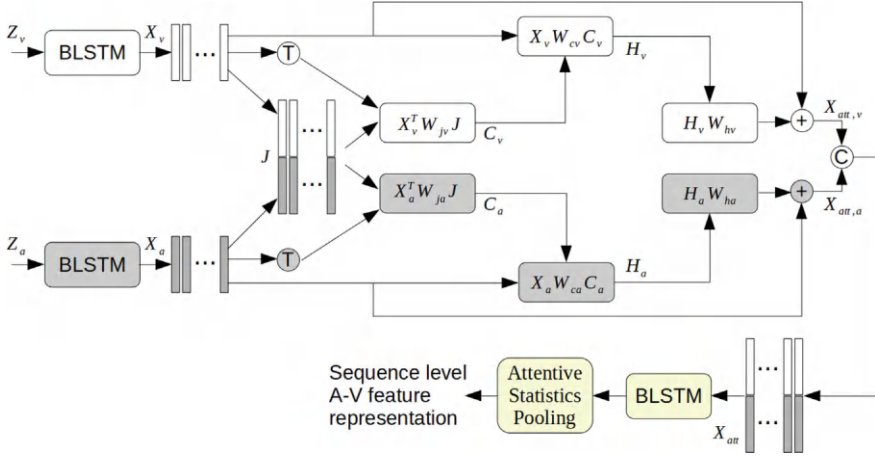 Z_v
BLSTM
X_v
...
T
X_v W_cv C_v
H_v
J
...
...
X_v^T W_jv J
C_v
H_v W_hv
+
X_att,v
C
X_a^T W_ja J
C_a
H_a W_ha
+
X_att,a
Z_a
BLSTM
X_a
...
T
X_a W_ca C_a
H_a
Sequence level
A-V feature
representation
Attentive
Statistics
Pooling
BLSTM
X_att
...
...